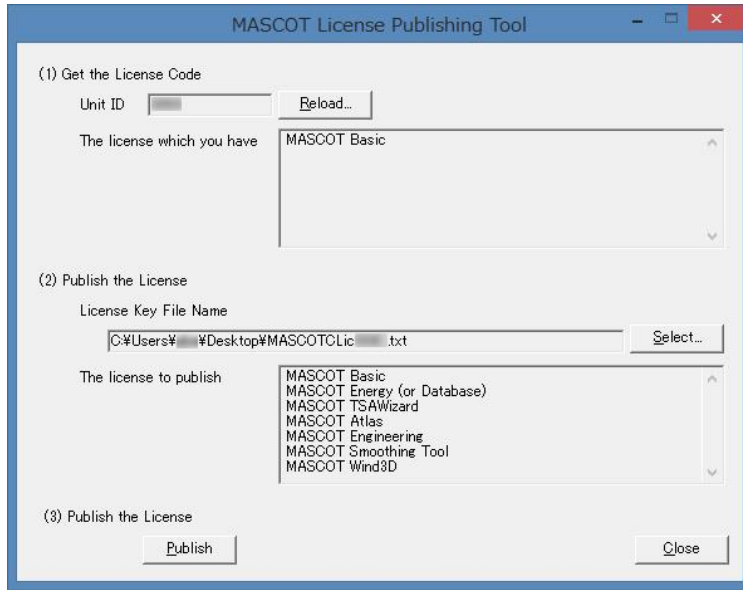 MASCOT License Publishing Tool
(1) Get the License Code
Unit ID
Reload...
The license which you have
MASCOT Basic
(2) Publish the License
License Key File Name
C:¥Users¥ ¥Desktop¥MASCOTCLic .txt
Select...
The license to publish
MASCOT Basic
MASCOT Energy (or Database)
MASCOT TSAWizard
MASCOT Atlas
MASCOT Engineering
MASCOT Smoothing Tool
MASCOT Wind3D
(3) Publish the License
Publish
Close